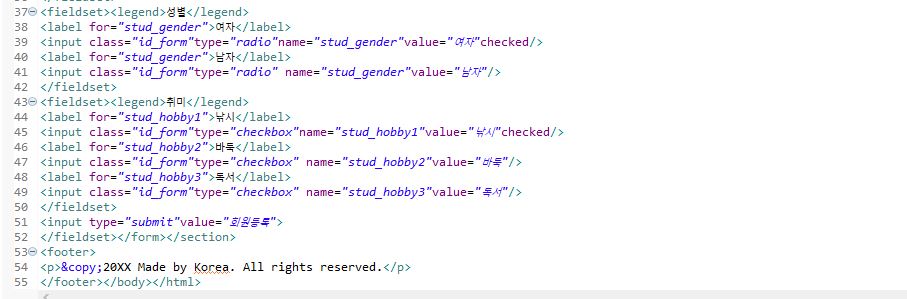 37 <fieldset><legend>성별</legend>
38 <label for="stud_gender">여자</label>
39 <input class="id_form"type="radio"name="stud_gender"value="여자"checked/>
40 <label for="stud_gender">남자</label>
41 <input class="id_form"type="radio" name="stud_gender"value="남자"/>
42 </fieldset>
43 <fieldset><legend>취미</legend>
44 <label for="stud_hobby1">낚시</label>
45 <input class="id_form"type="checkbox"name="stud_hobby1"value="낚시"checked/>
46 <label for="stud_hobby2">바둑</label>
47 <input class="id_form"type="checkbox" name="stud_hobby2"value="바둑"/>
48 <label for="stud_hobby3">독서</label>
49 <input class="id_form"type="checkbox" name="stud_hobby3"value="독서"/>
50 </fieldset>
51 <input type="submit"value="회원등록">
52 </fieldset></form></section>
53 <footer>
54 <p>&copy;20XX Made by Korea. All rights reserved.</p>
55 </footer></body></html>